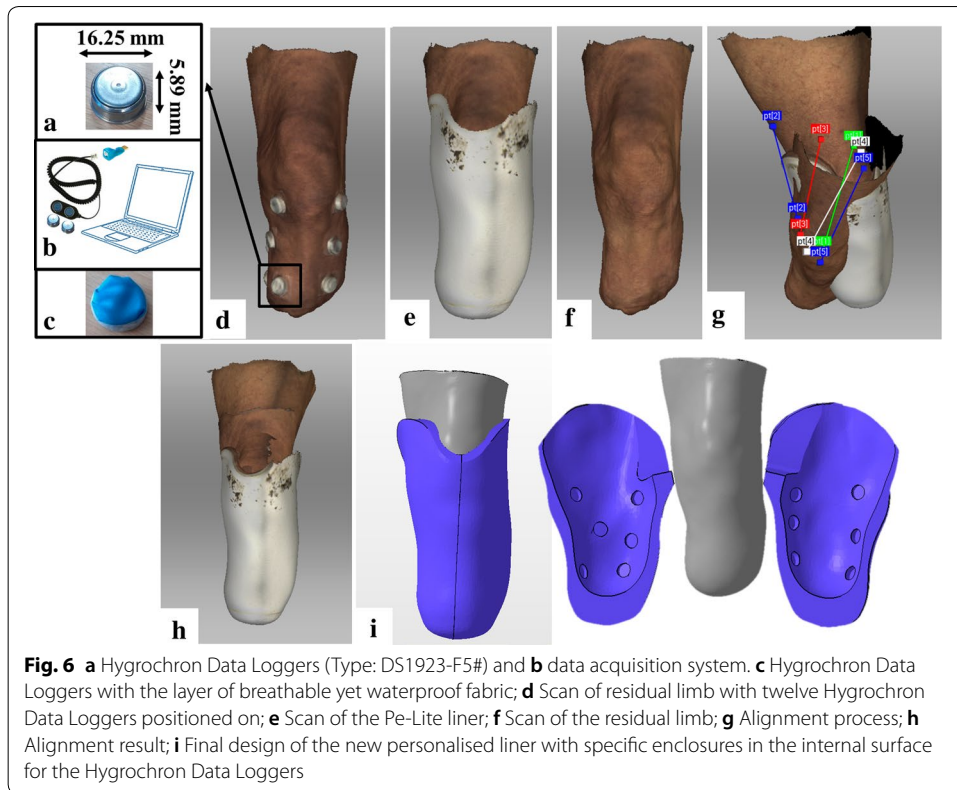 16.25 mm
5.89 mm
a
b
c
d
e
f
g
pt[2]
pt[3]
pt[4]
pt[5]
pt[2]
pt[3]
pt[4]
pt[5]
h
i
Fig. 6 a Hygrochron Data Loggers (Type: DS1923-F5#) and b data acquisition system. c Hygrochron Data
Loggers with the layer of breathable yet waterproof fabric; d Scan of residual limb with twelve Hygrochron
Data Loggers positioned on; e Scan of the Pe-Lite liner; f Scan of the residual limb; g Alignment process; h
Alignment result; i Final design of the new personalised liner with specific enclosures in the internal surface
for the Hygrochron Data Loggers